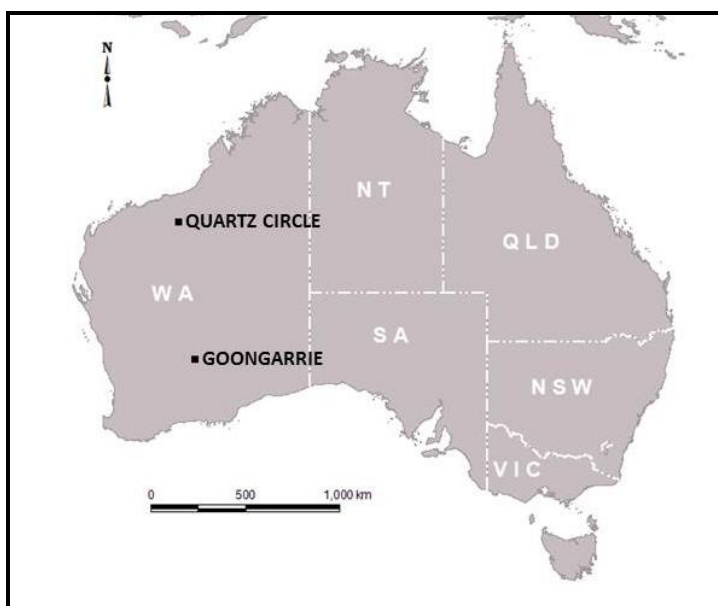 N
NT
QUARTZ CIRCLE
QLD
WA
SA
GOONGARRIE
NSW
VIC
0 500 1,000 km